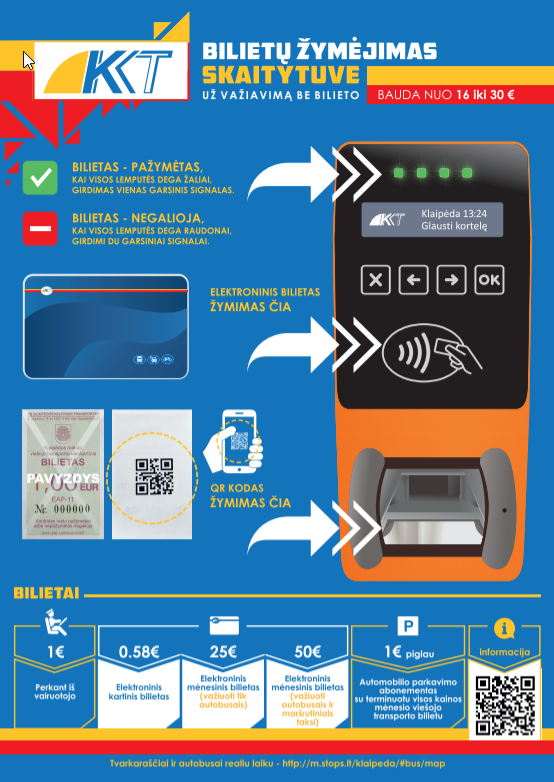 KKT
BILIETŲ ŽYMĖJIMAS
SKAITYTUVE
UŽ VAŽIAVIMĄ BE BILIETO
BAUDA NUO 16 iki 30 €
BILIETAS - PAŽYMĖTAS,
KAI VISOS LEMPUTĖS DEGA ŽALIAI.
GIRDIMAS VIENAS GARSINIS SIGNALAS.
BILIETAS - NEGALIOJA,
KAI VISOS LEMPUTĖS DEGA RAUDONAI,
GIRDIMI DU GARSINIAI SIGNALAI.
KKT
Klaipėda 13:24
Glausti kortelę
X
OK
ELEKTRONINIS BILIETAS
ŽYMIMAS ČIA
BILIETAS
PAVYZDYS
EUR
EAP-11
Nr. 000000
QR KODAS
ŽYMIMAS ČIA
BILIETAI
1€
Perkant iš
vairuotojo
0.58€
Elektroninis
kartinis bilietas
25€
Elektroninis
mėnesinis bilietas
(važiuoti tik
autobusais)
50€
Elektroninis
mėnesinis bilietas
(važiuoti
autobusais ir
maršrutiniais
taksi)
P
1€ pigiau
Automobilio parkavimo
abonementas
su terminuotu visos kainos
mėnesio viešojo
transporto bilietu
i
informacija
Tvarkaraščiai ir autobusai realiu laiku - http://m.stops.lt/klaipeda/#bus/map